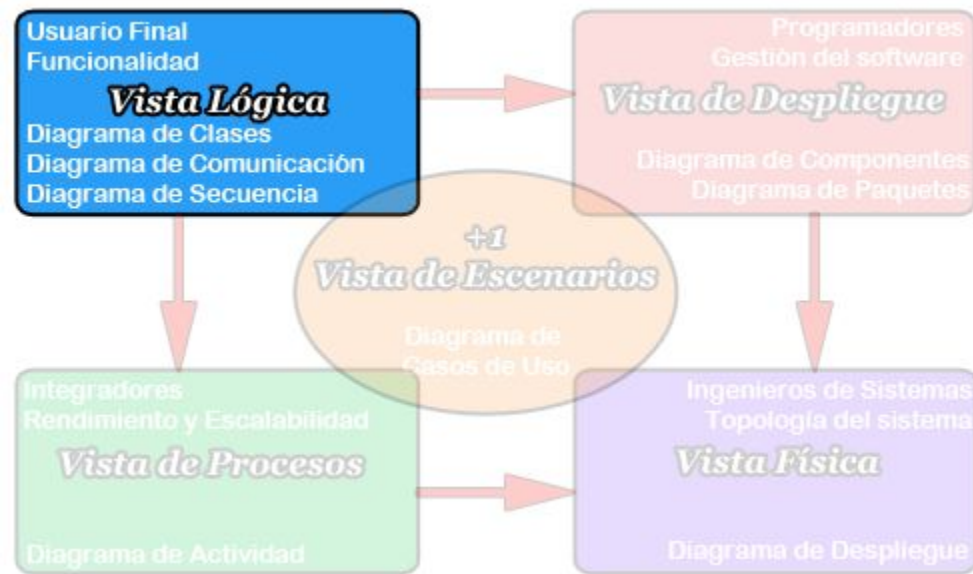 Usuario Final
Funcionalidad
Vista Lógica
Diagrama de Clases
Diagrama de Comunicación
Diagrama de Secuencia
Programadores
Gestión del software
Vista de Despliegue
Diagrama de Componentes
Diagrama de Paquetes
+1
Vista de Escenarios
Diagrama de
Casos de Uso
Integradores
Rendimiento y Escalabilidad
Vista de Procesos
Diagrama de Actividad
Ingenieros de Sistemas
Topología del sistema
Vista Física
Diagrama de Despliegue